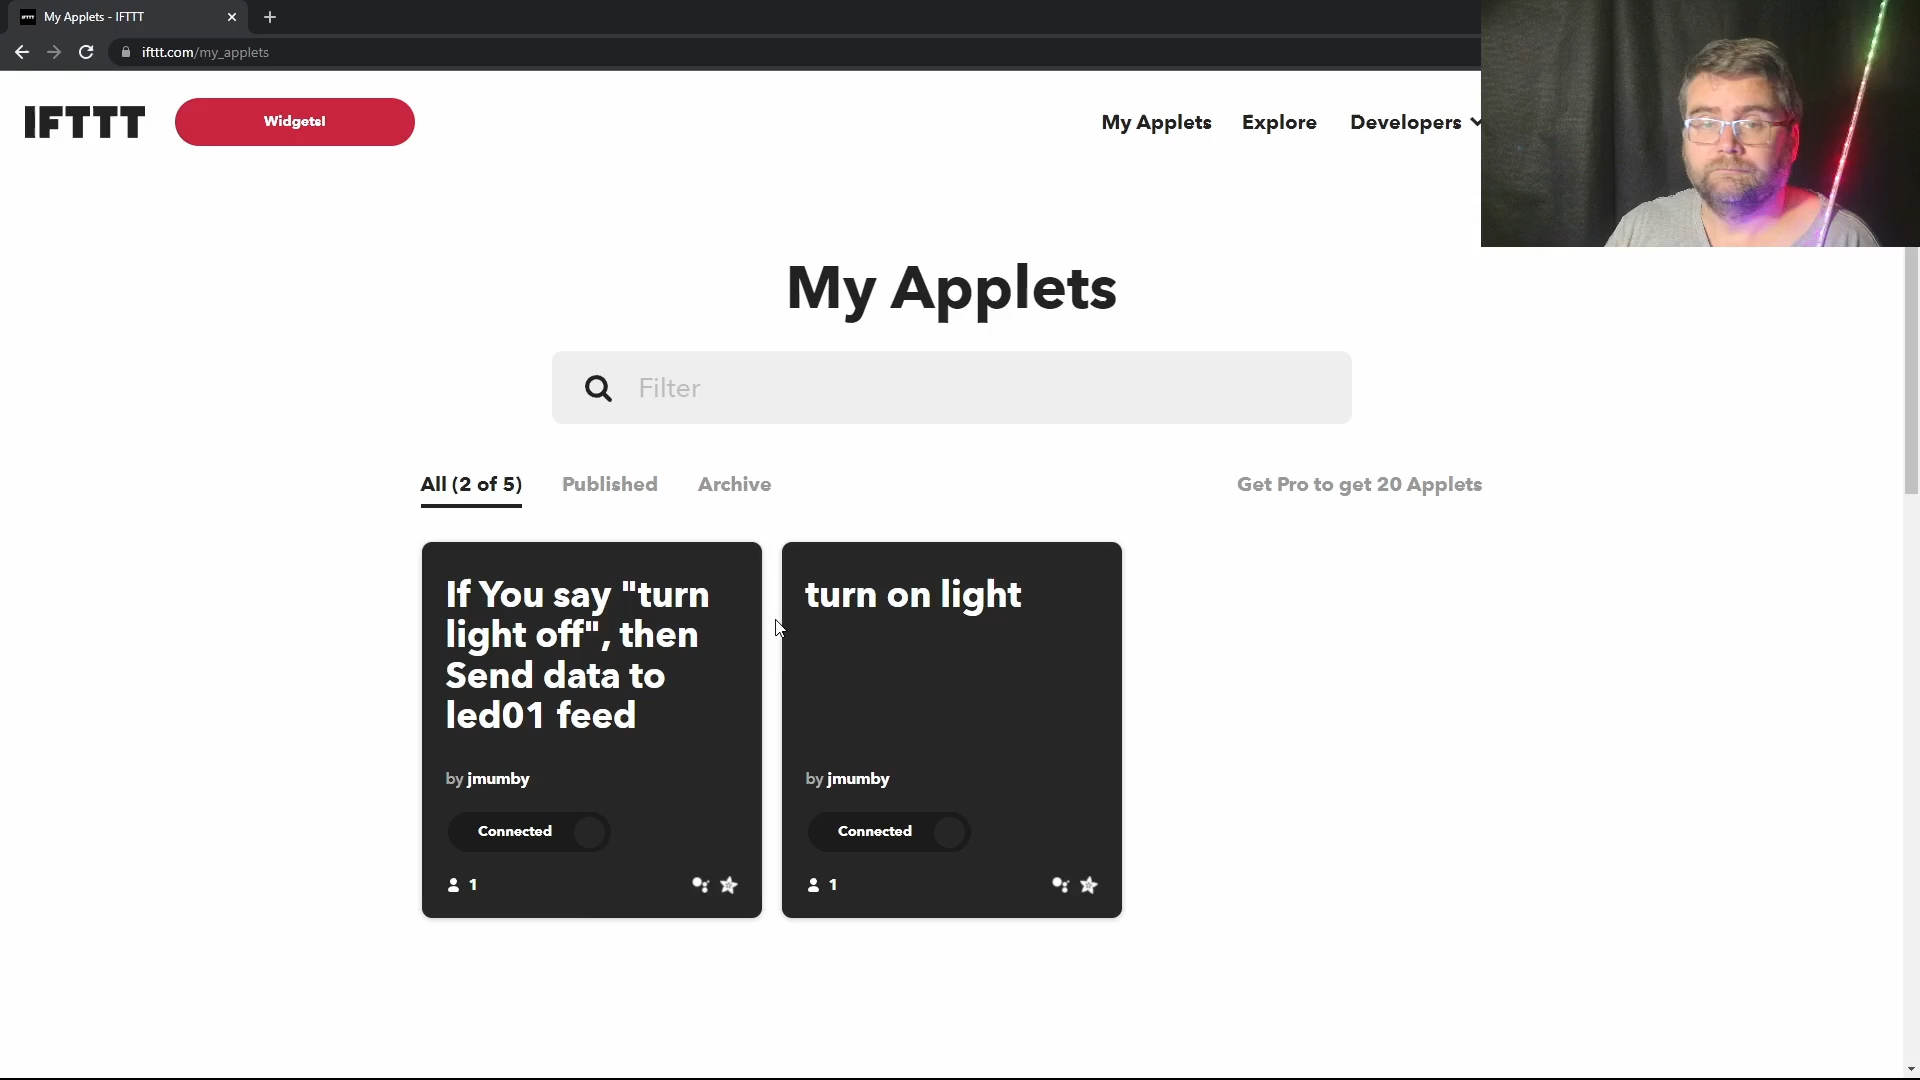 My Applets - IFTTT
ifttt.com/my_applets
IFTTT
Widgets!
My Applets
Explore
Developers
My Applets
Filter
All (2 of 5)
Published
Archive
Get Pro to get 20 Applets
If You say "turn
light off", then
Send data to
led01 feed
by jmumby
Connected
1
turn on light
by jmumby
Connected
1